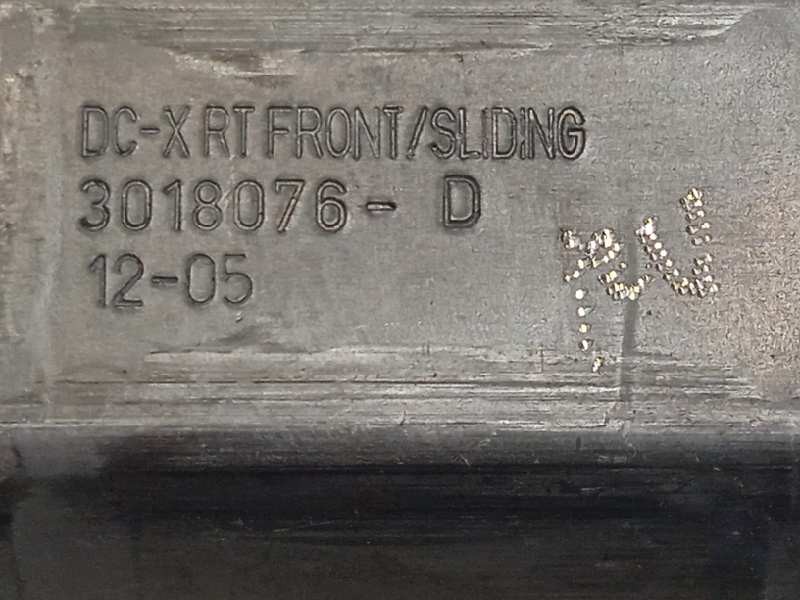 DC-X RT FRONT/SLIDING
3018076- D
12-05